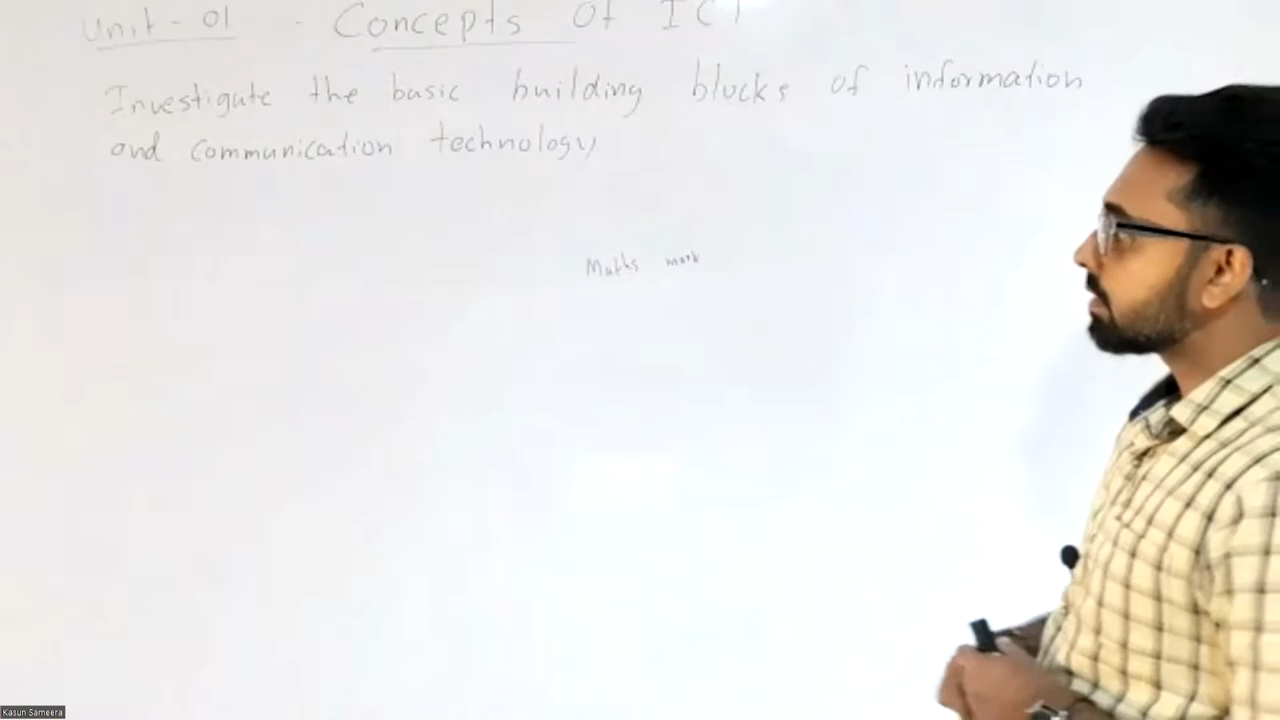 Unit - 01 - Concepts Of ICT
Investigate the basic building blocks of information
and communication technology
Maths mark
Kasun Sameera